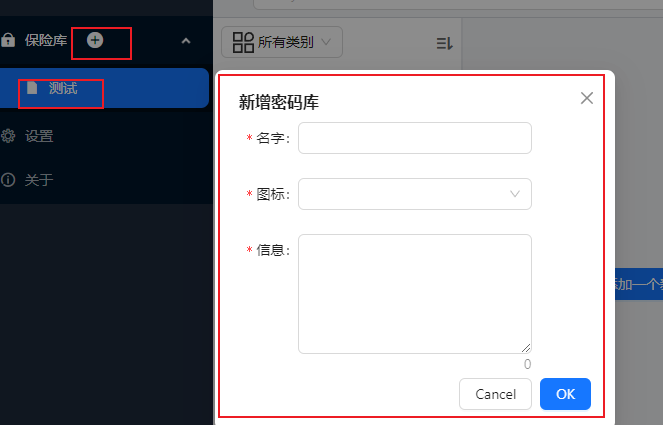 保险库
所有类别
测试
新增密码库
* 名字:
设置
关于
* 图标:
* 信息:
添加一个
0
Cancel
OK